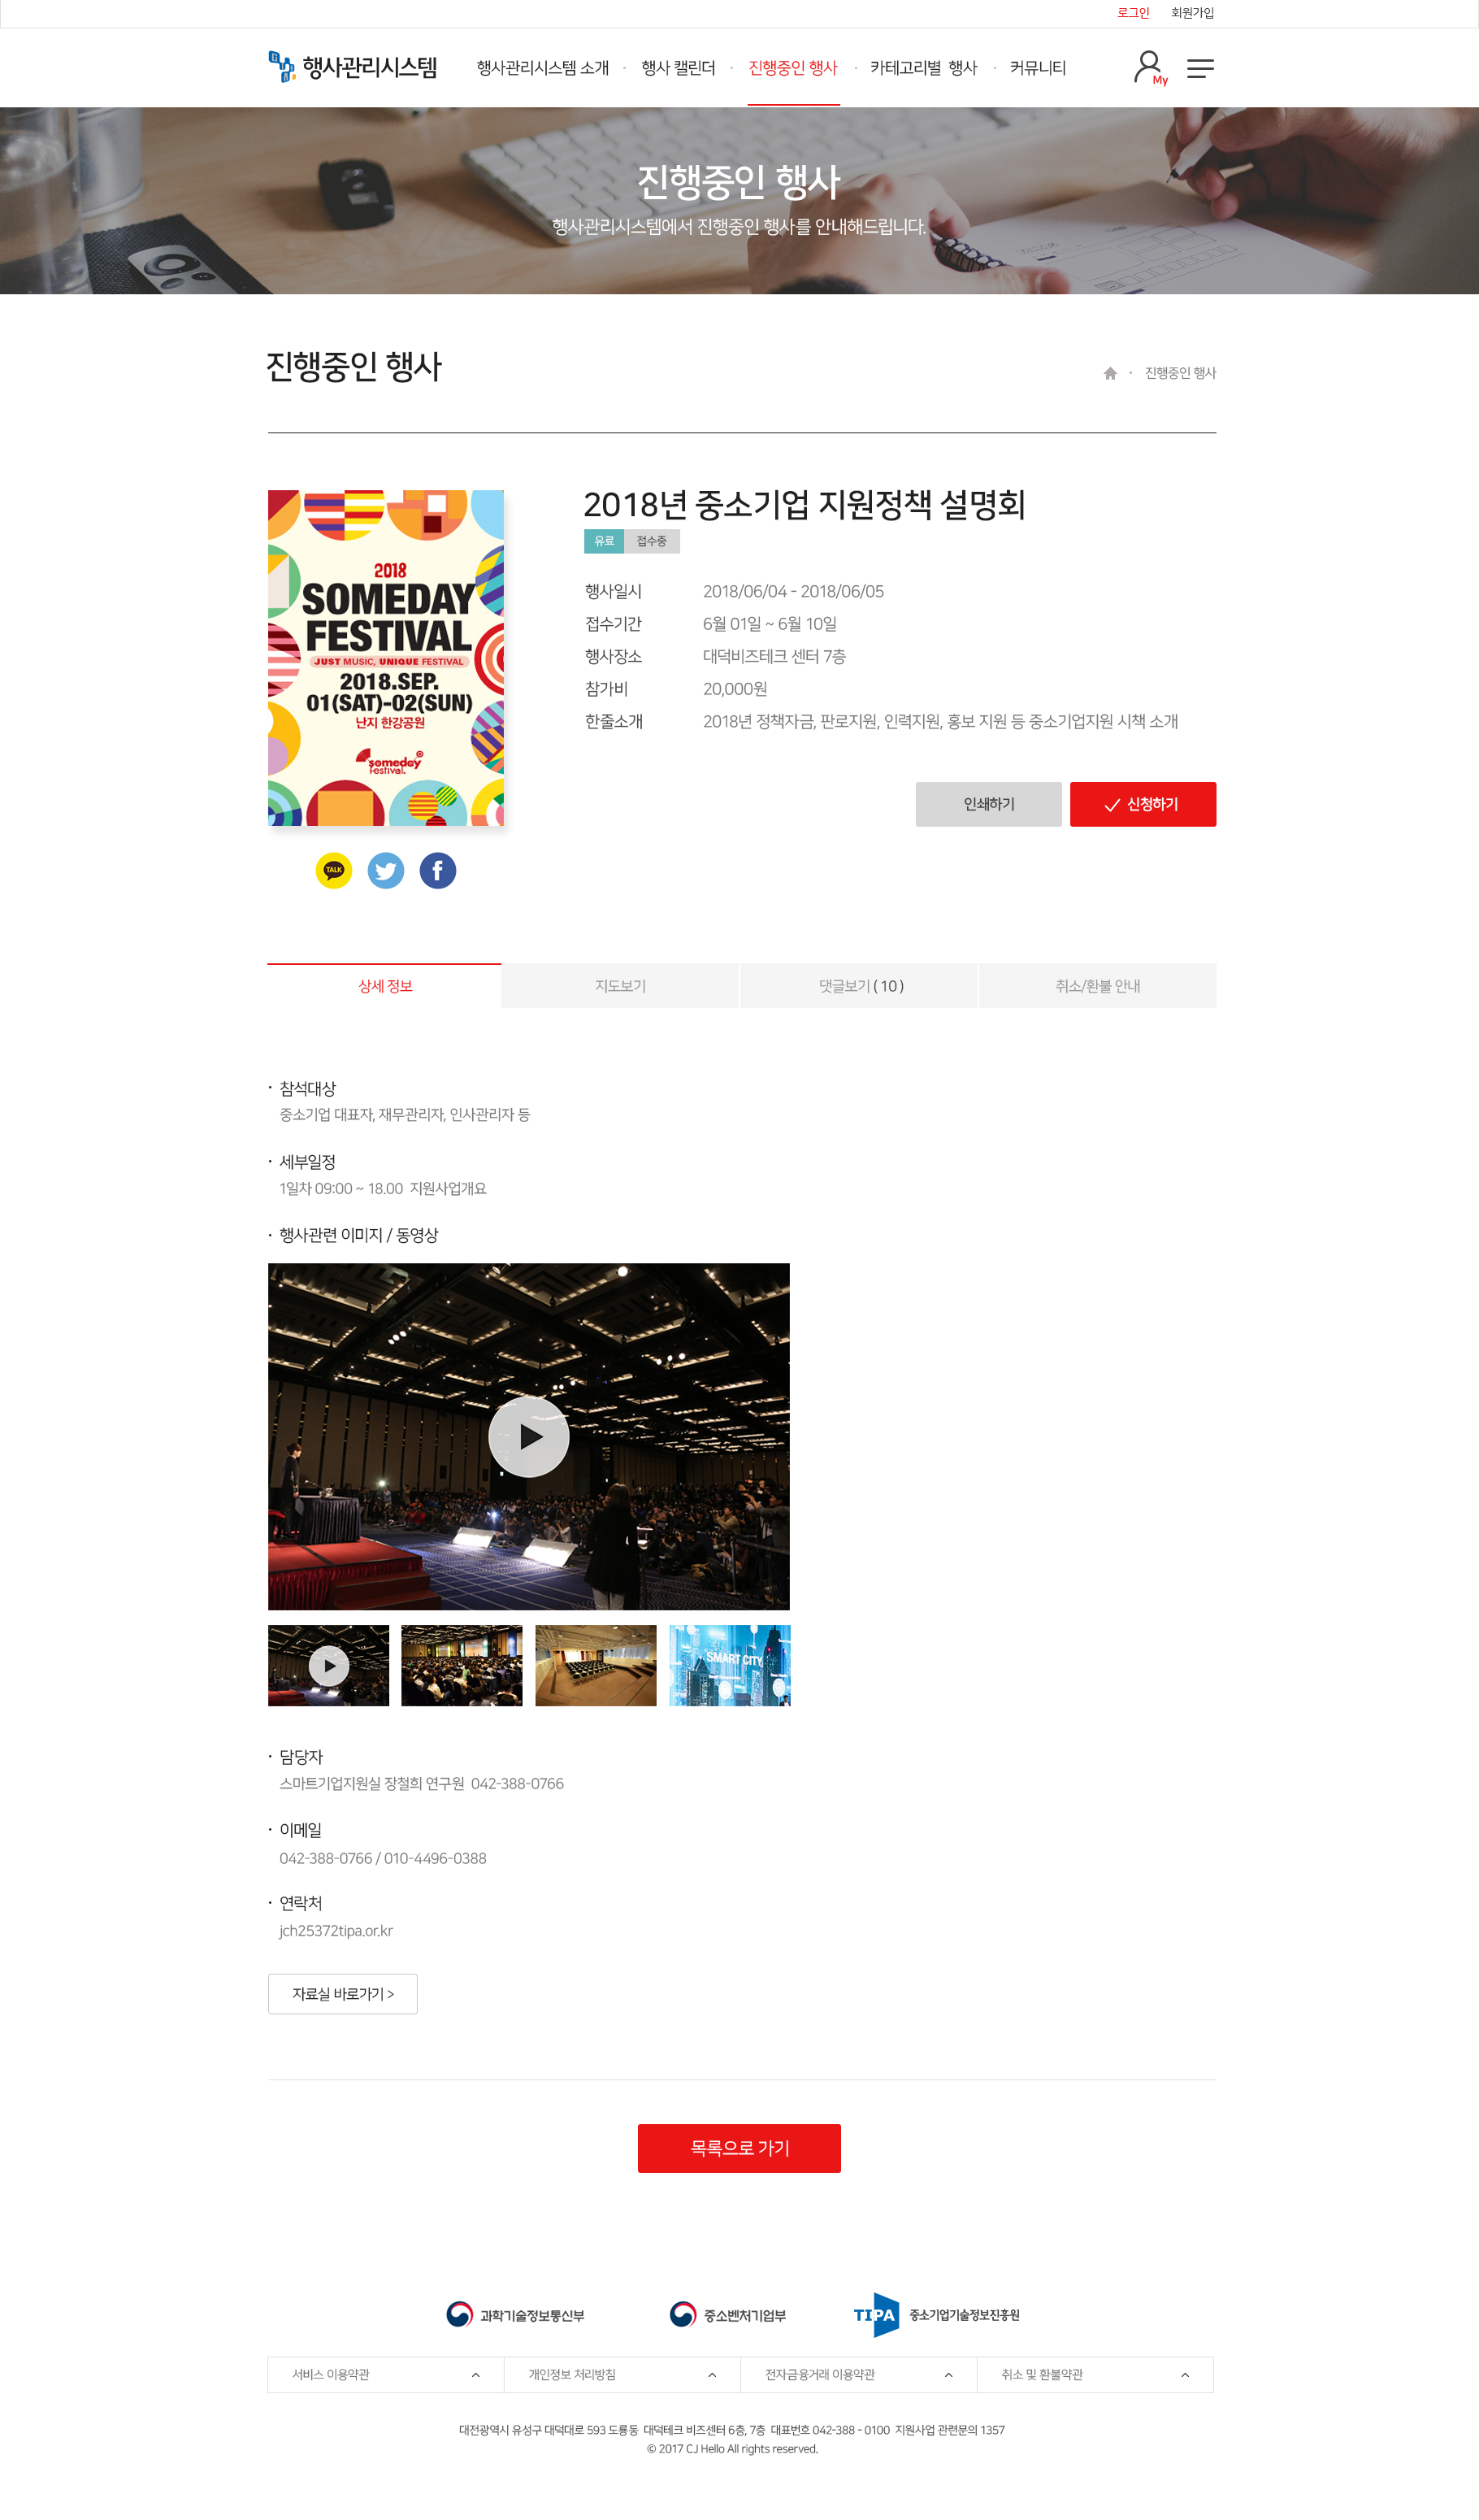 로그인 회원가입
행사관리시스템 행사관리시스템 소개 · 행사 캘린더 · 진행중인 행사 · 카테고리별 행사 · 커뮤니티 My
진행중인 행사
행사관리시스템에서 진행중인 행사를 안내해드립니다.
진행중인 행사
· 진행중인 행사
2018
SOMEDAY
FESTIVAL
JUST MUSIC, UNIQUE FESTIVAL
2018.SEP.
01(SAT)-02(SUN)
난지 한강공원
someday
festival.
2018년 중소기업 지원정책 설명회
유료 접수중
행사일시 2018/06/04 - 2018/06/05
접수기간 6월 01일 ~ 6월 10일
행사장소 대덕비즈테크 센터 7층
참가비 20,000원
한줄소개 2018년 정책자금, 판로지원, 인력지원, 홍보 지원 등 중소기업지원 시책 소개
인쇄하기 신청하기
TALK
상세 정보 지도보기 댓글보기 ( 10 ) 취소/환불 안내
· 참석대상
중소기업 대표자, 재무관리자, 인사관리자 등
· 세부일정
1일차 09:00 ~ 18.00 지원사업개요
· 행사관련 이미지 / 동영상
SMART CITY
· 담당자
스마트기업지원실 장철희 연구원 042-388-0766
· 이메일
042-388-0766 / 010-4496-0388
· 연락처
jch25372tipa.or.kr
자료실 바로가기 >
목록으로 가기
과학기술정보통신부 중소벤처기업부 TIPA 중소기업기술정보진흥원
서비스 이용약관 개인정보 처리방침 전자금융거래 이용약관 취소 및 환불약관
대전광역시 유성구 대덕대로 593 도룡동 대덕테크 비즈센터 6층, 7층 대표번호 042-388 - 0100 지원사업 관련문의 1357
© 2017 CJ Hello All rights reserved.